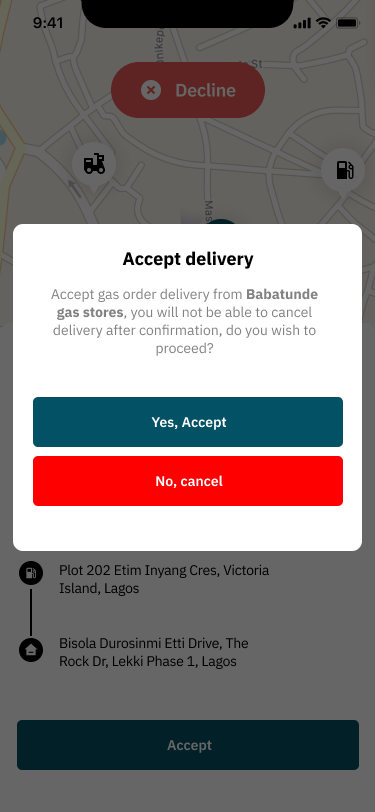 9:41
St
Decline
Mas
Accept delivery
Accept gas order delivery from Babatunde
gas stores, you will not be able to cancel
delivery after confirmation, do you wish to
proceed?
Yes, Accept
No, cancel
Plot 202 Etim Inyang Cres, Victoria
Island, Lagos
Bisola Durosinmi Etti Drive, The
Rock Dr, Lekki Phase 1, Lagos
Accept